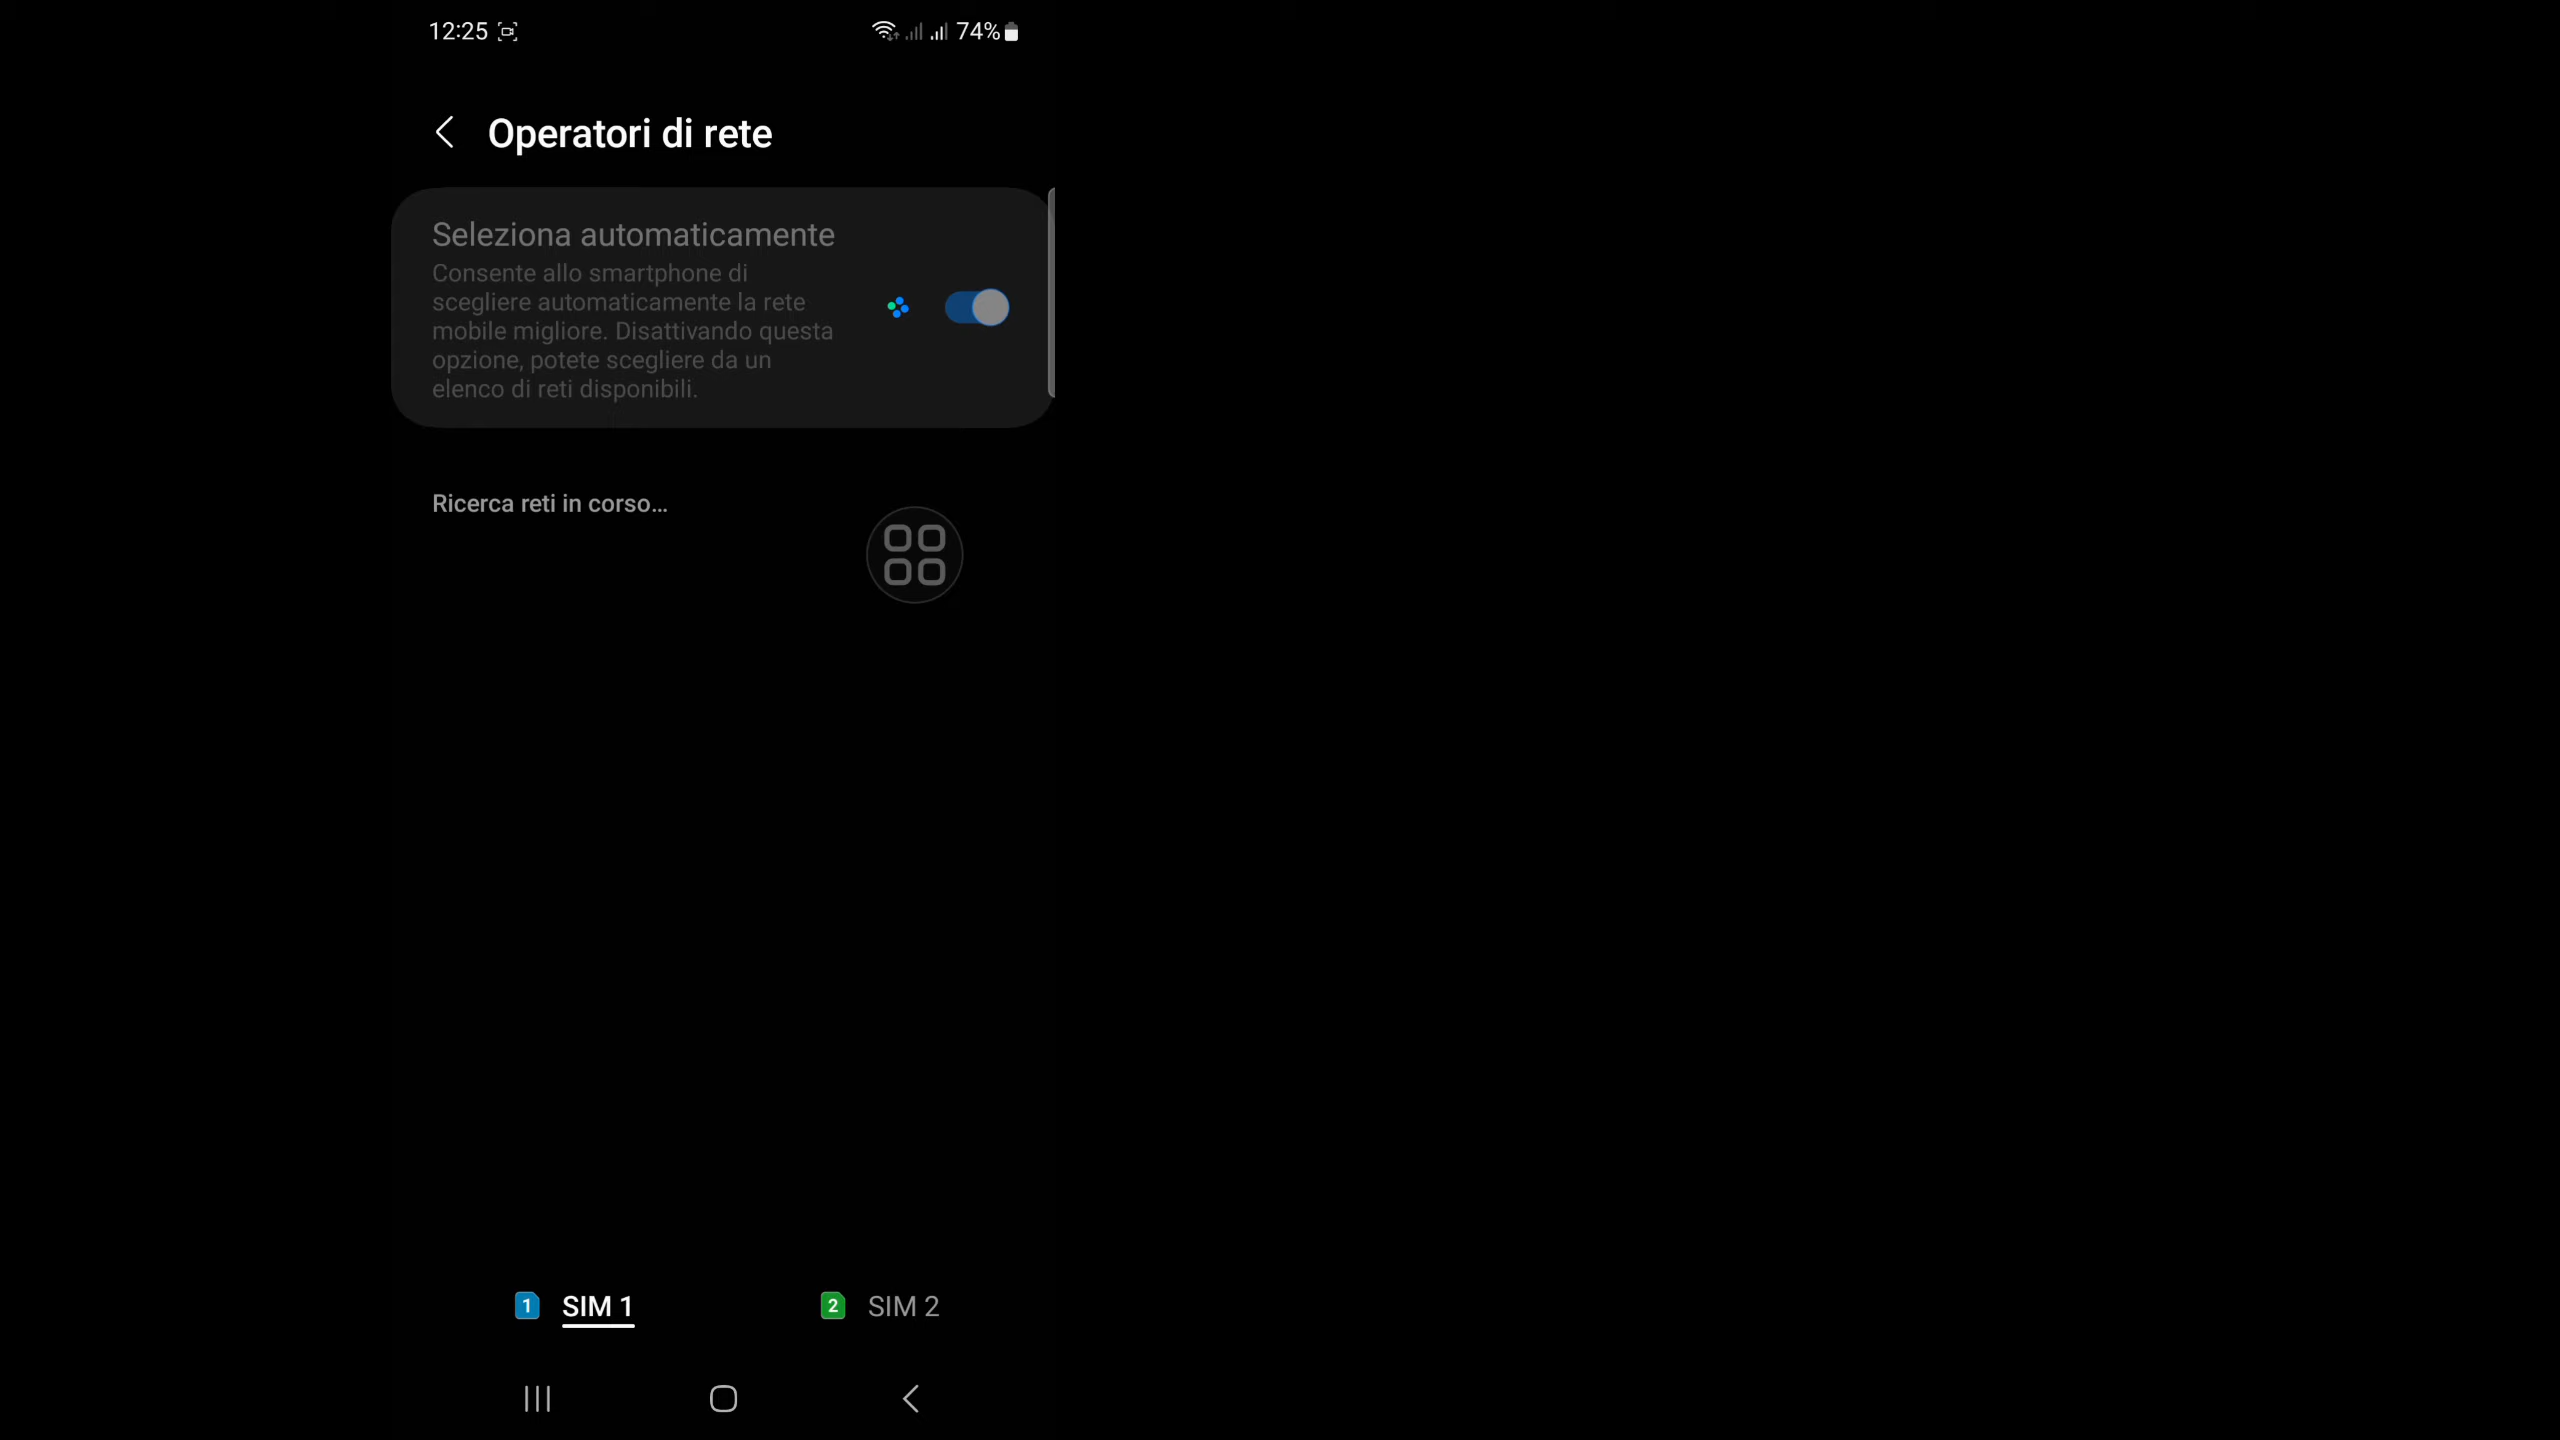 12:25
74%
Operatori di rete
Seleziona automaticamente
Consente allo smartphone di
scegliere automaticamente la rete
mobile migliore. Disattivando questa
opzione, potete scegliere da un
elenco di reti disponibili.
Ricerca reti in corso...
1 SIM 1
2 SIM 2